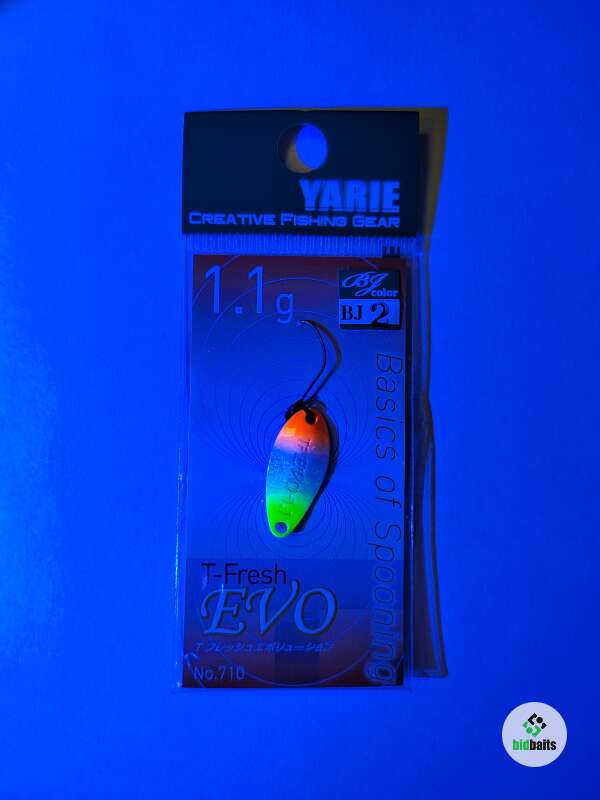 YARIE
CREATIVE FISHING GEAR
1.1g
BJ
color
BJ 2
Basics of Spooning
T-Fresh
EVO
Tフレッシュエボリューション
No.710
bidbaits